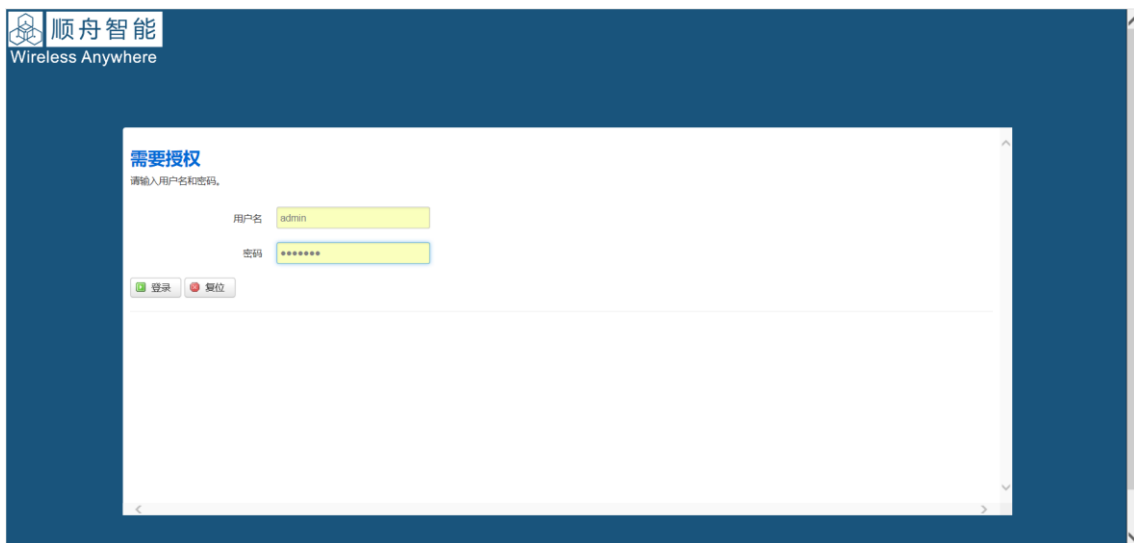 顺舟智能
Wireless Anywhere
需要授权
请输入用户名和密码。
用户名 admin
密码 ●●●●●●●
登录 复位